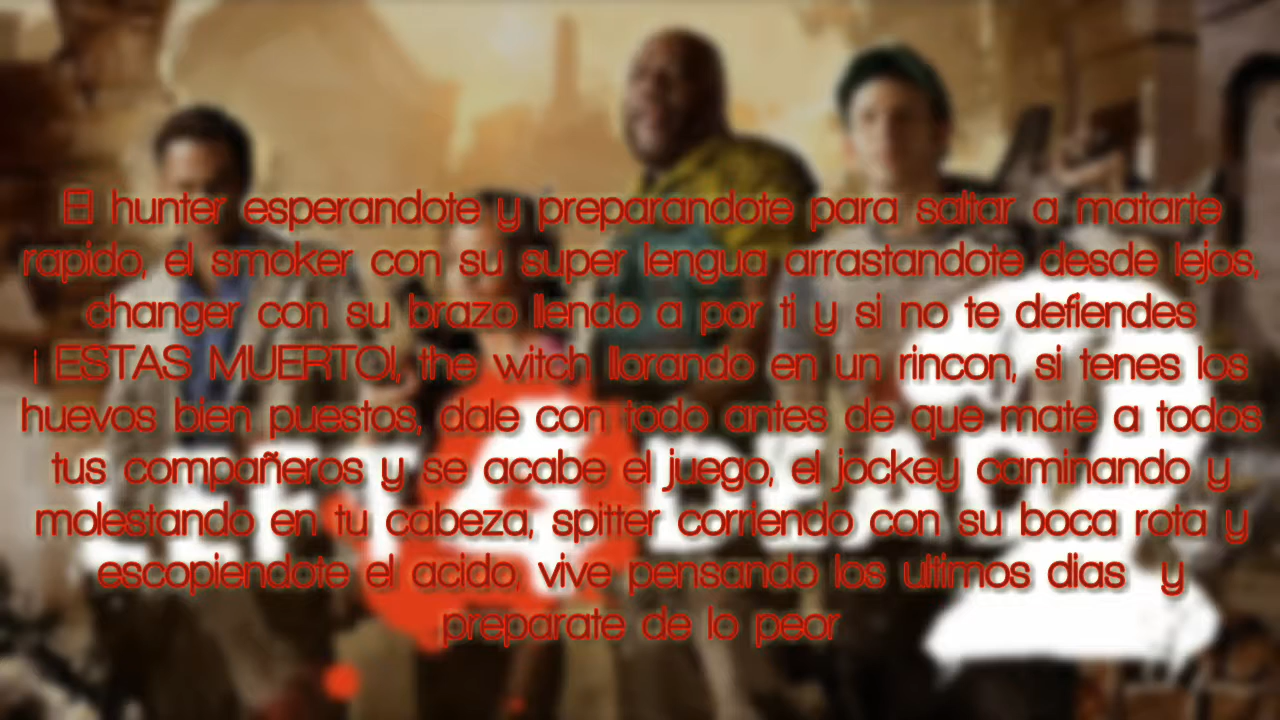 El hunter esperandote y preparandote para saltar a matarte
rapido, el smoker con su super lengua arrastandote desde lejos,
changer con su brazo llendo a por ti y si no te defiendes
¡ ESTAS MUERTO!, the witch llorando en un rincon, si tenes los
huevos bien puestos, dale con todo antes de que mate a todos
tus compañeros y se acabe el juego, el jockey caminando y
molestando en tu cabeza, spitter corriendo con su boca rota y
escopiendote el acido, vive pensando los ultimos dias y
preparate de lo peor
LEFT 4 DEAD 2